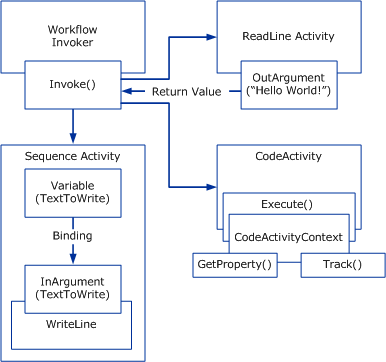 Workflow
Invoker
Invoke()
ReadLine Activity
OutArgument
("Hello World!")
Return Value
Sequence Activity
Variable
(TextToWrite)
Binding
InArgument
(TextToWrite)
WriteLine
CodeActivity
Execute()
CodeActivityContext
GetProperty()
Track()